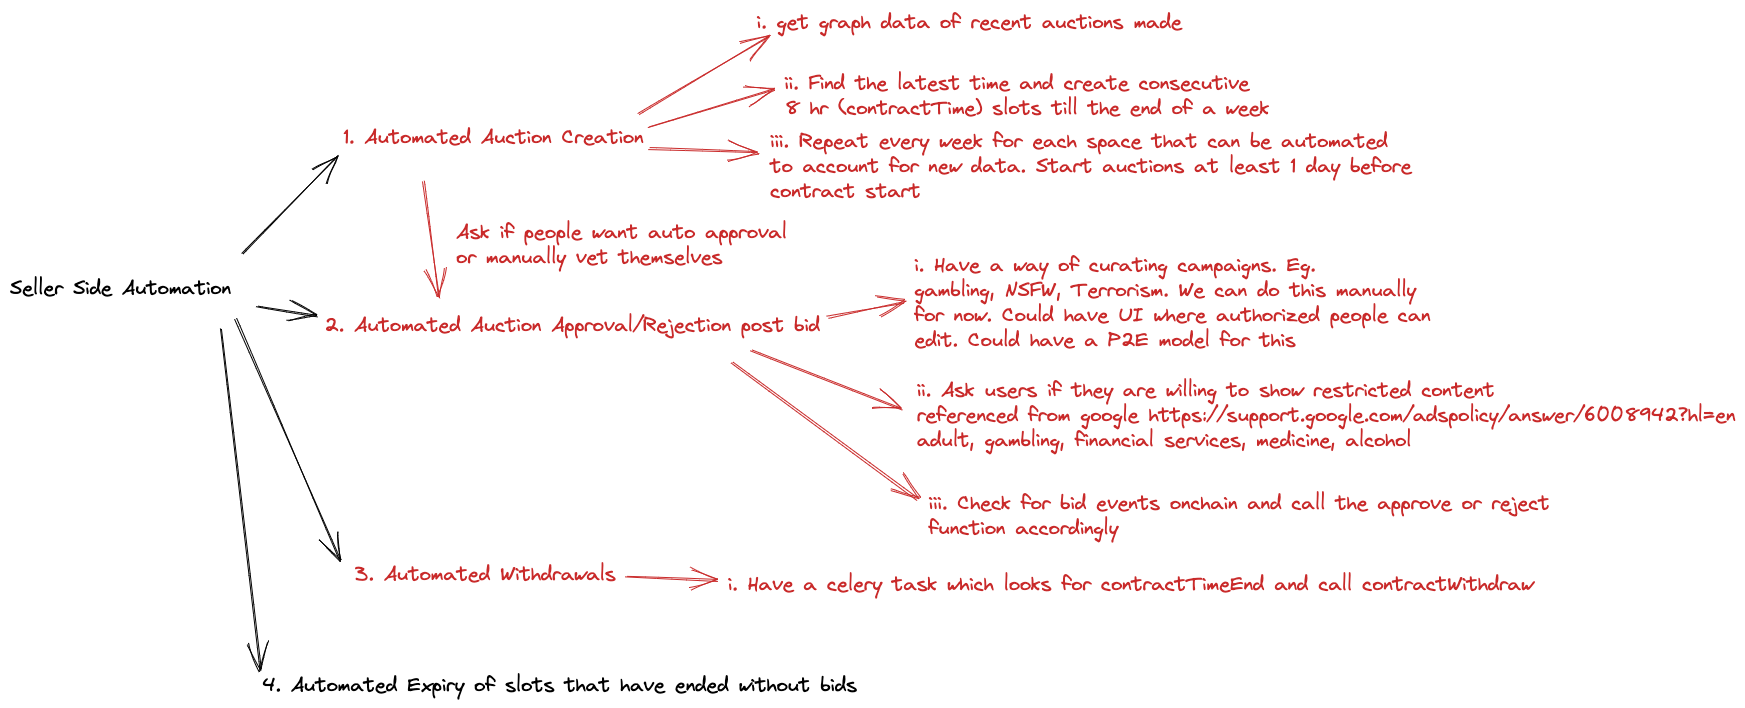 i. get graph data of recent auctions made
ii. Find the latest time and create consecutive
8 hr (contractTime) slots till the end of a week
1. Automated Auction Creation
iii. Repeat every week for each space that can be automated
to account for new data. Start auctions at least 1 day before
contract start
Ask if people want auto approval
or manually vet themselves
Seller Side Automation
2. Automated Auction Approval/Rejection post bid
i. Have a way of curating campaigns. Eg.
gambling, NSFW, Terrorism. We can do this manually
for now. Could have UI where authorized people can
edit. Could have a P2E model for this
ii. Ask users if they are willing to show restricted content
referenced from google https://support.google.com/adspolicy/answer/6008942?hl=en
adult, gambling, financial services, medicine, alcohol
iii. Check for bid events onchain and call the approve or reject
function accordingly
3. Automated Withdrawals
i. Have a celery task which looks for contractTimeEnd and call contractWithdraw
4. Automated Expiry of slots that have ended without bids